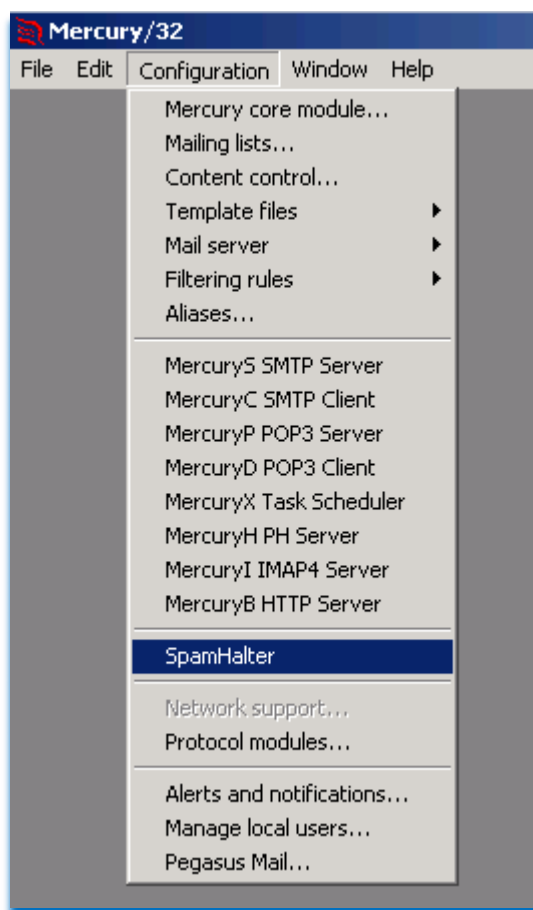 Mercury/32
File Edit Configuration Window Help
Mercury core module...
Mailing lists...
Content control...
Template files
Mail server
Filtering rules
Aliases...
MercuryS SMTP Server
MercuryC SMTP Client
MercuryP POP3 Server
MercuryD POP3 Client
MercuryX Task Scheduler
MercuryH PH Server
MercuryI IMAP4 Server
MercuryB HTTP Server
SpamHalter
Network support...
Protocol modules...
Alerts and notifications...
Manage local users...
Pegasus Mail...